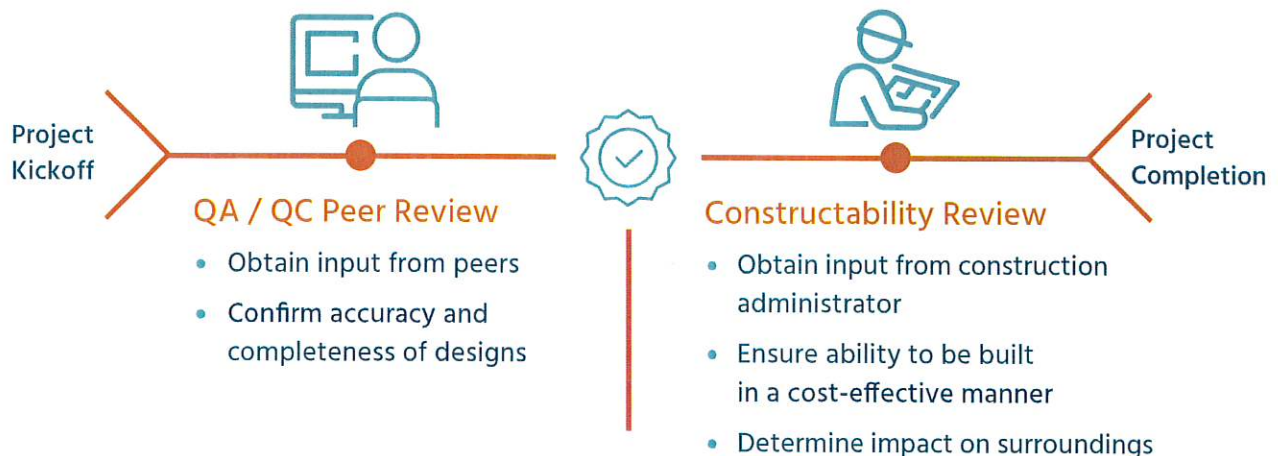 Project
Kickoff
QA / QC Peer Review
• Obtain input from peers
• Confirm accuracy and
completeness of designs
Constructability Review
• Obtain input from construction
administrator
• Ensure ability to be built
in a cost-effective manner
• Determine impact on surroundings
Project
Completion